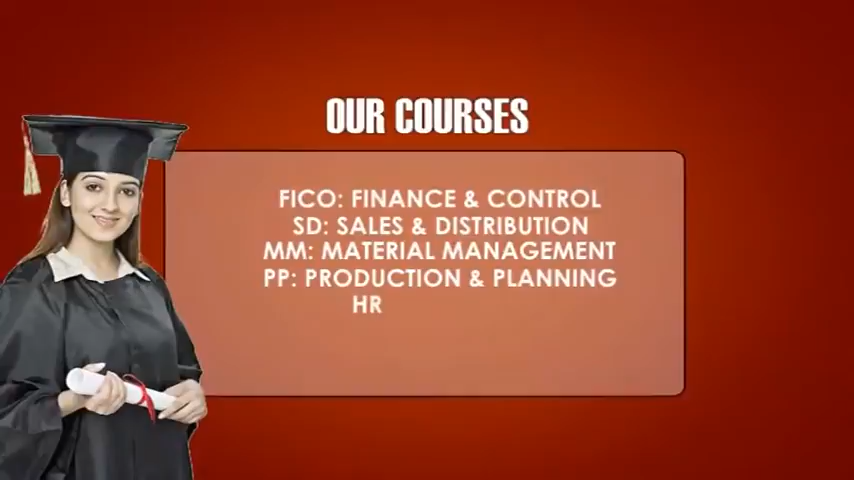 OUR COURSES
FICO: FINANCE & CONTROL
SD: SALES & DISTRIBUTION
MM: MATERIAL MANAGEMENT
PP: PRODUCTION & PLANNING
HR